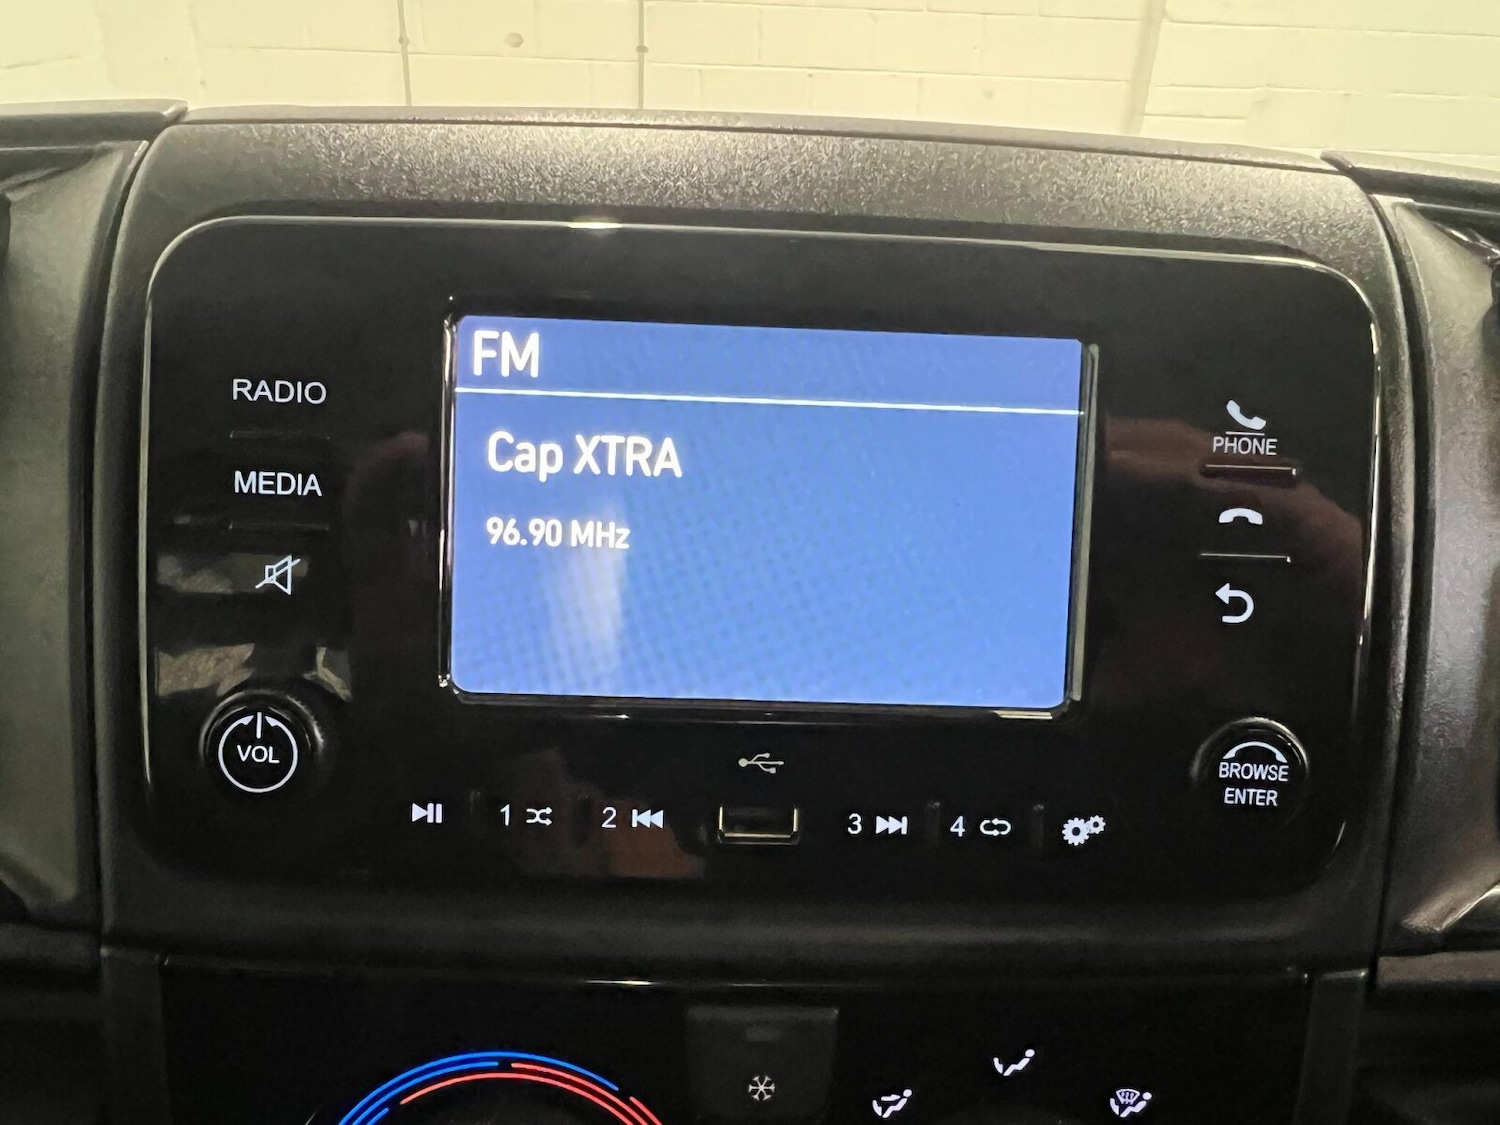 FM
Cap XTRA
96.90 MHz
RADIO
MEDIA
VOL
PHONE
BROWSE
ENTER
1
2
3
4